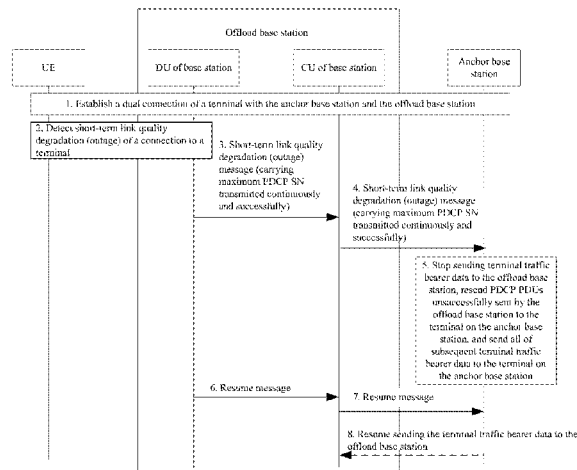 Offload base station
UE
DU of base station
CU of base station
Anchor base
station
1. Establish a dual connection of a terminal with the anchor base station and the offload base station
2. Detect short-term link quality
degradation (outage) of a connection to a
terminal
3. Short-term link quality
degradation (outage)
message (carrying
maximum PDCP SN
transmitted continuously
and successfully)
4. Short-term link quality
degradation (outage) message
(carrying maximum PDCP SN
transmitted continuously and
successfully)
5. Stop sending terminal traffic
bearer data to the offload base
station, resend PDCP PDUs
unsuccessfully sent by the
offload base station to the
terminal on the anchor base
station, and send all of
subsequent terminal traffic
bearer data to the terminal on
the anchor base station
6. Resume message
7. Resume message
8. Resume sending the terminal traffic bearer data to the
offload base station